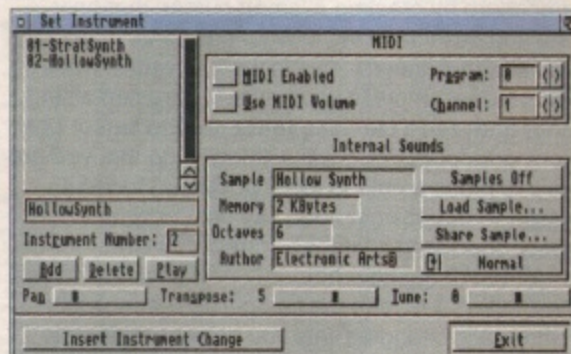 Set Instrument
01-StratSynth
02-HollowSynth
HollowSynth
Instrument Number: 2
Add Delete Play
MIDI
MIDI Enabled
Program: 0
Use MIDI Volume
Channel: 1
Internal Sounds
Sample Hollow Synth
Samples Off
Memory 2 KBytes
Load Sample...
Octaves 6
Share Sample...
Author Electronic Arts®
Normal
Pan
Transpose: 5
Tune: 0
Insert Instrument Change
Exit